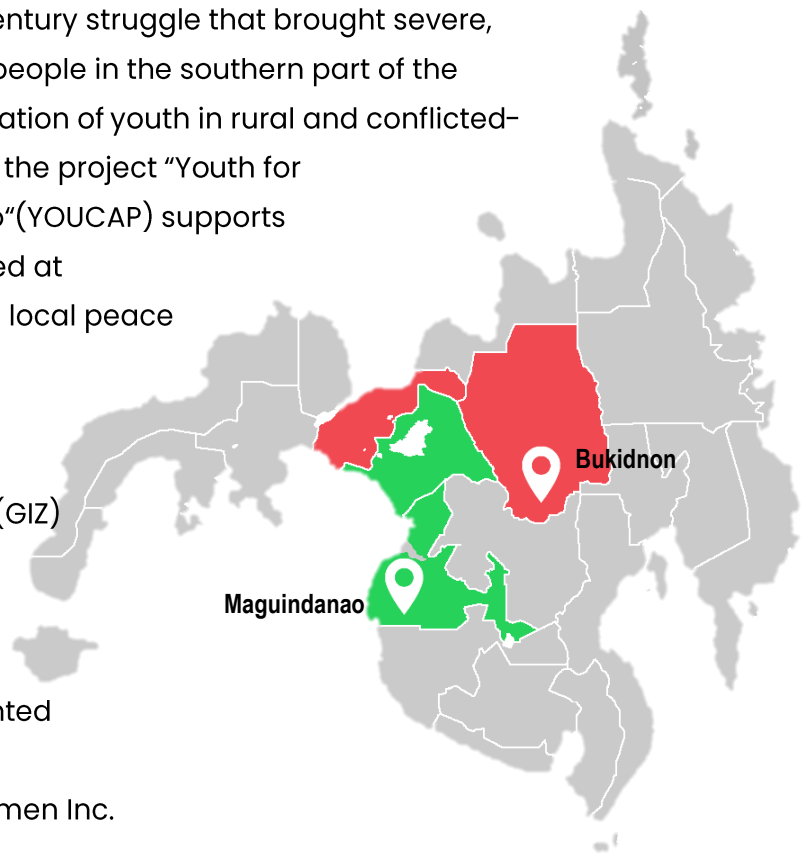 entury struggle that brought severe,
people in the southern part of the
ation of youth in rural and conflicted-
the project “Youth for
o“(YOUCAP) supports
ed at
local peace
Bukidnon
(GIZ)
Maguindanao
nted
men Inc.